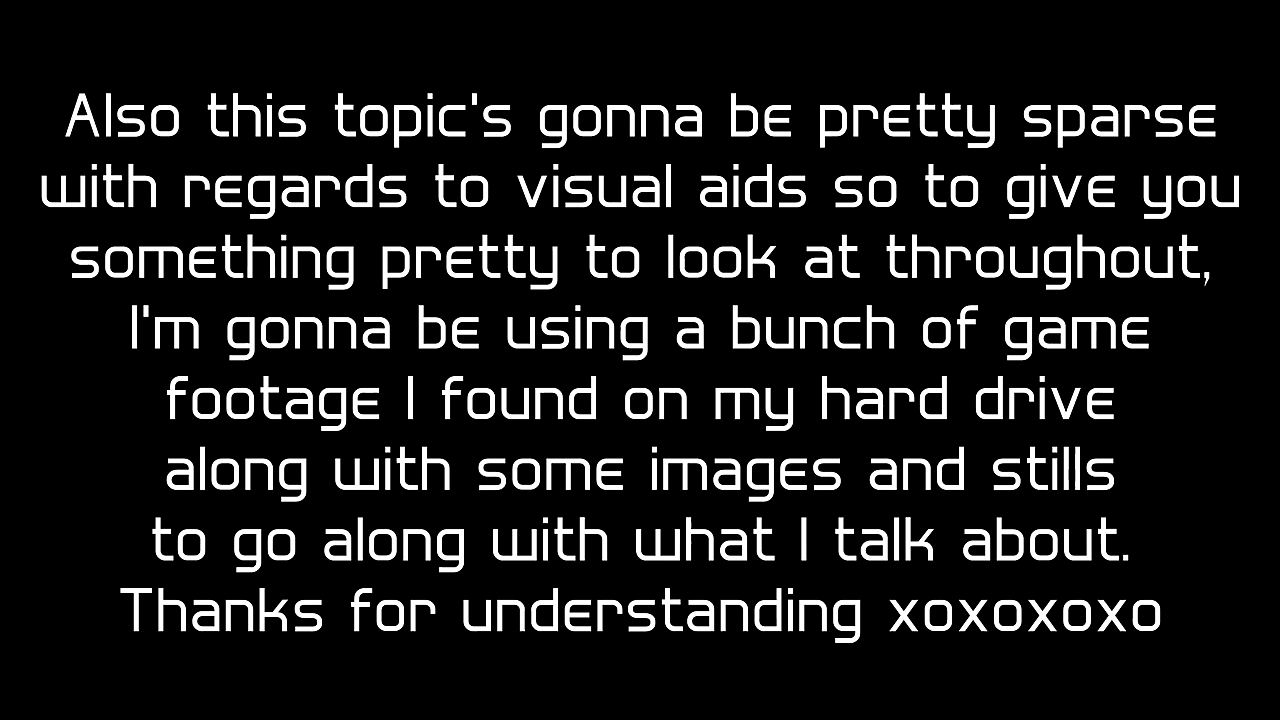 Also this topic's gonna be pretty sparse
with regards to visual aids so to give you
something pretty to look at throughout,
I'm gonna be using a bunch of game
footage I found on my hard drive
along with some images and stills
to go along with what I talk about.
Thanks for understanding xoxoxoxo